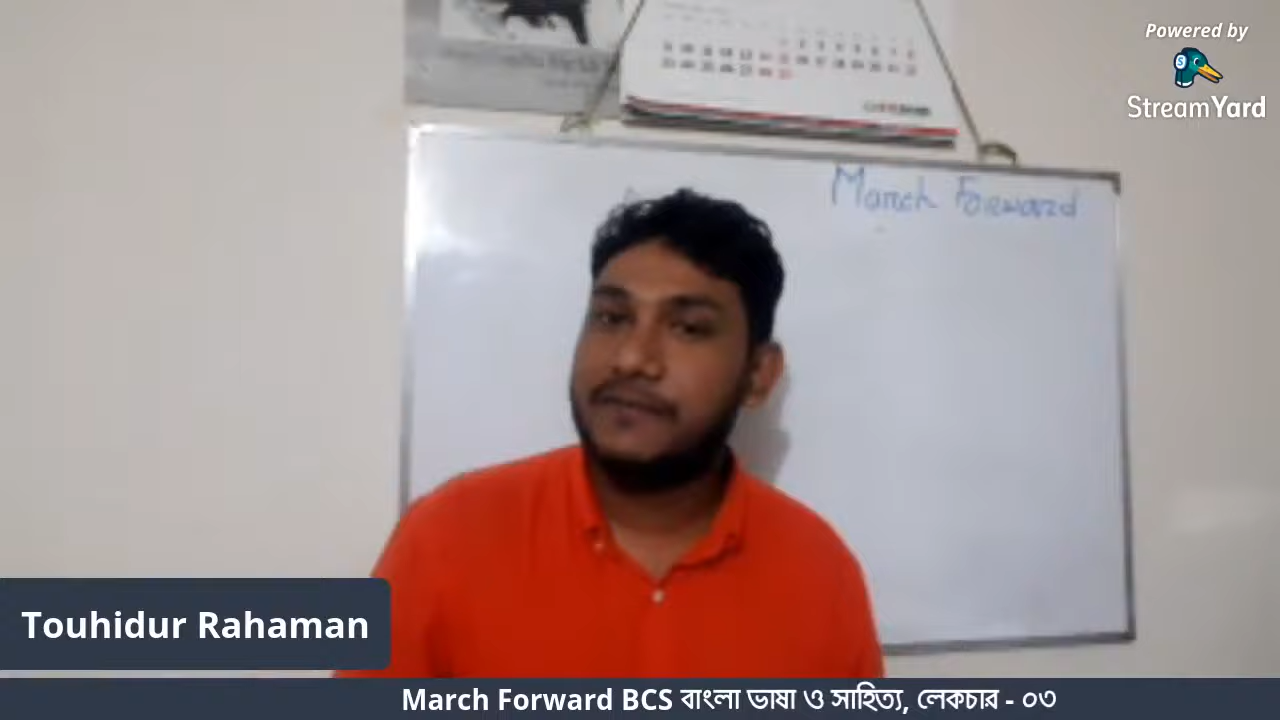 Powered by
StreamYard
March Forward
Touhidur Rahaman
March Forward BCS বাংলা ভাষা ও সাহিত্য, লেকচার - ০৩